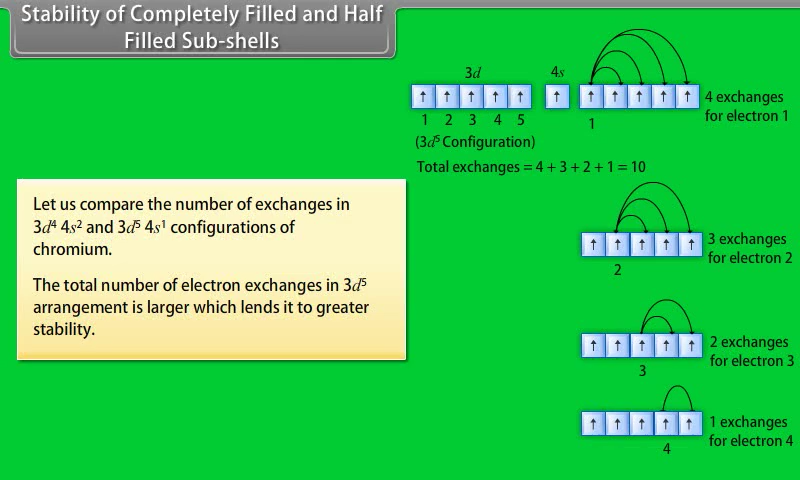 Stability of Completely Filled and Half
Filled Sub-shells
3d 4s
↑ ↑ ↑ ↑ ↑ ↑ ↑ ↑ ↑ ↑ ↑
1 2 3 4 5 1
4 exchanges
for electron 1
(3d⁵ Configuration)
Total exchanges = 4 + 3 + 2 + 1 = 10
Let us compare the number of exchanges in
3d⁴ 4s² and 3d⁵ 4s¹ configurations of
chromium.
The total number of electron exchanges in 3d⁵
arrangement is larger which lends it to greater
stability.
↑ ↑ ↑ ↑ ↑
2
3 exchanges
for electron 2
↑ ↑ ↑ ↑ ↑
3
2 exchanges
for electron 3
↑ ↑ ↑ ↑ ↑
4
1 exchanges
for electron 4